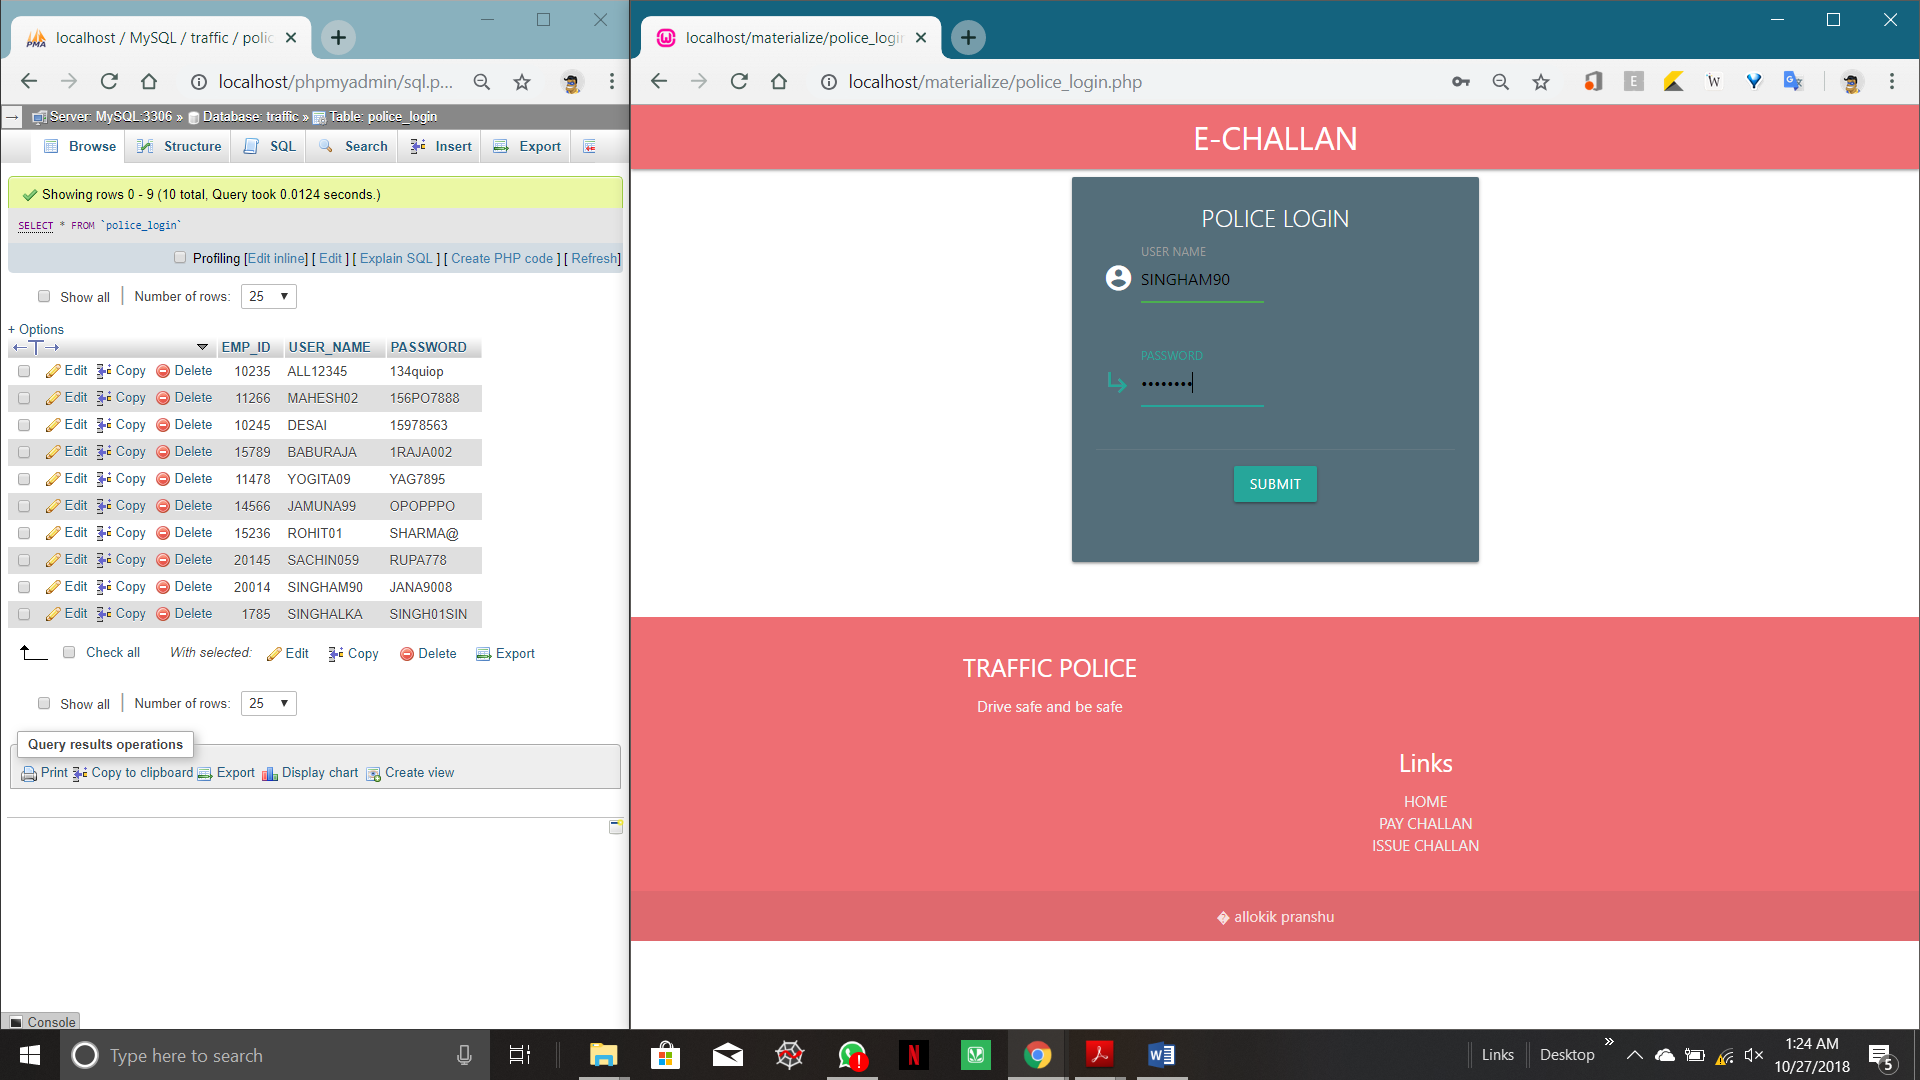 localhost / MySQL / traffic / polic
localhost/phpmyadmin/sql.p...
Server: MySQL:3306 » Database: traffic » Table: police_login
Browse Structure SQL Search Insert Export
Showing rows 0 - 9 (10 total, Query took 0.0124 seconds.)
SELECT * FROM `police_login`
Profiling [Edit inline] [ Edit ] [ Explain SQL ] [ Create PHP code ] [ Refresh]
Show all Number of rows: 25
+ Options
EMP_ID USER_NAME PASSWORD
Edit Copy Delete 10235 ALL12345 134quiop
Edit Copy Delete 11266 MAHESH02 156PO7888
Edit Copy Delete 10245 DESAI 15978563
Edit Copy Delete 15789 BABURAJA 1RAJA002
Edit Copy Delete 11478 YOGITA09 YAG7895
Edit Copy Delete 14566 JAMUNA99 OPOPPPO
Edit Copy Delete 15236 ROHIT01 SHARMA@
Edit Copy Delete 20145 SACHIN059 RUPA778
Edit Copy Delete 20014 SINGHAM90 JANA9008
Edit Copy Delete 1785 SINGHALKA SINGH01SIN
Check all With selected: Edit Copy Delete Export
Show all Number of rows: 25
Query results operations
Print Copy to clipboard Export Display chart Create view
Console
localhost/materialize/police_login
localhost/materialize/police_login.php
E-CHALLAN
POLICE LOGIN
USER NAME
SINGHAM90
PASSWORD
••••••••
SUBMIT
TRAFFIC POLICE
Drive safe and be safe
Links
HOME
PAY CHALLAN
ISSUE CHALLAN
� allokik pranshu
Type here to search
Links Desktop
1:24 AM
10/27/2018
5